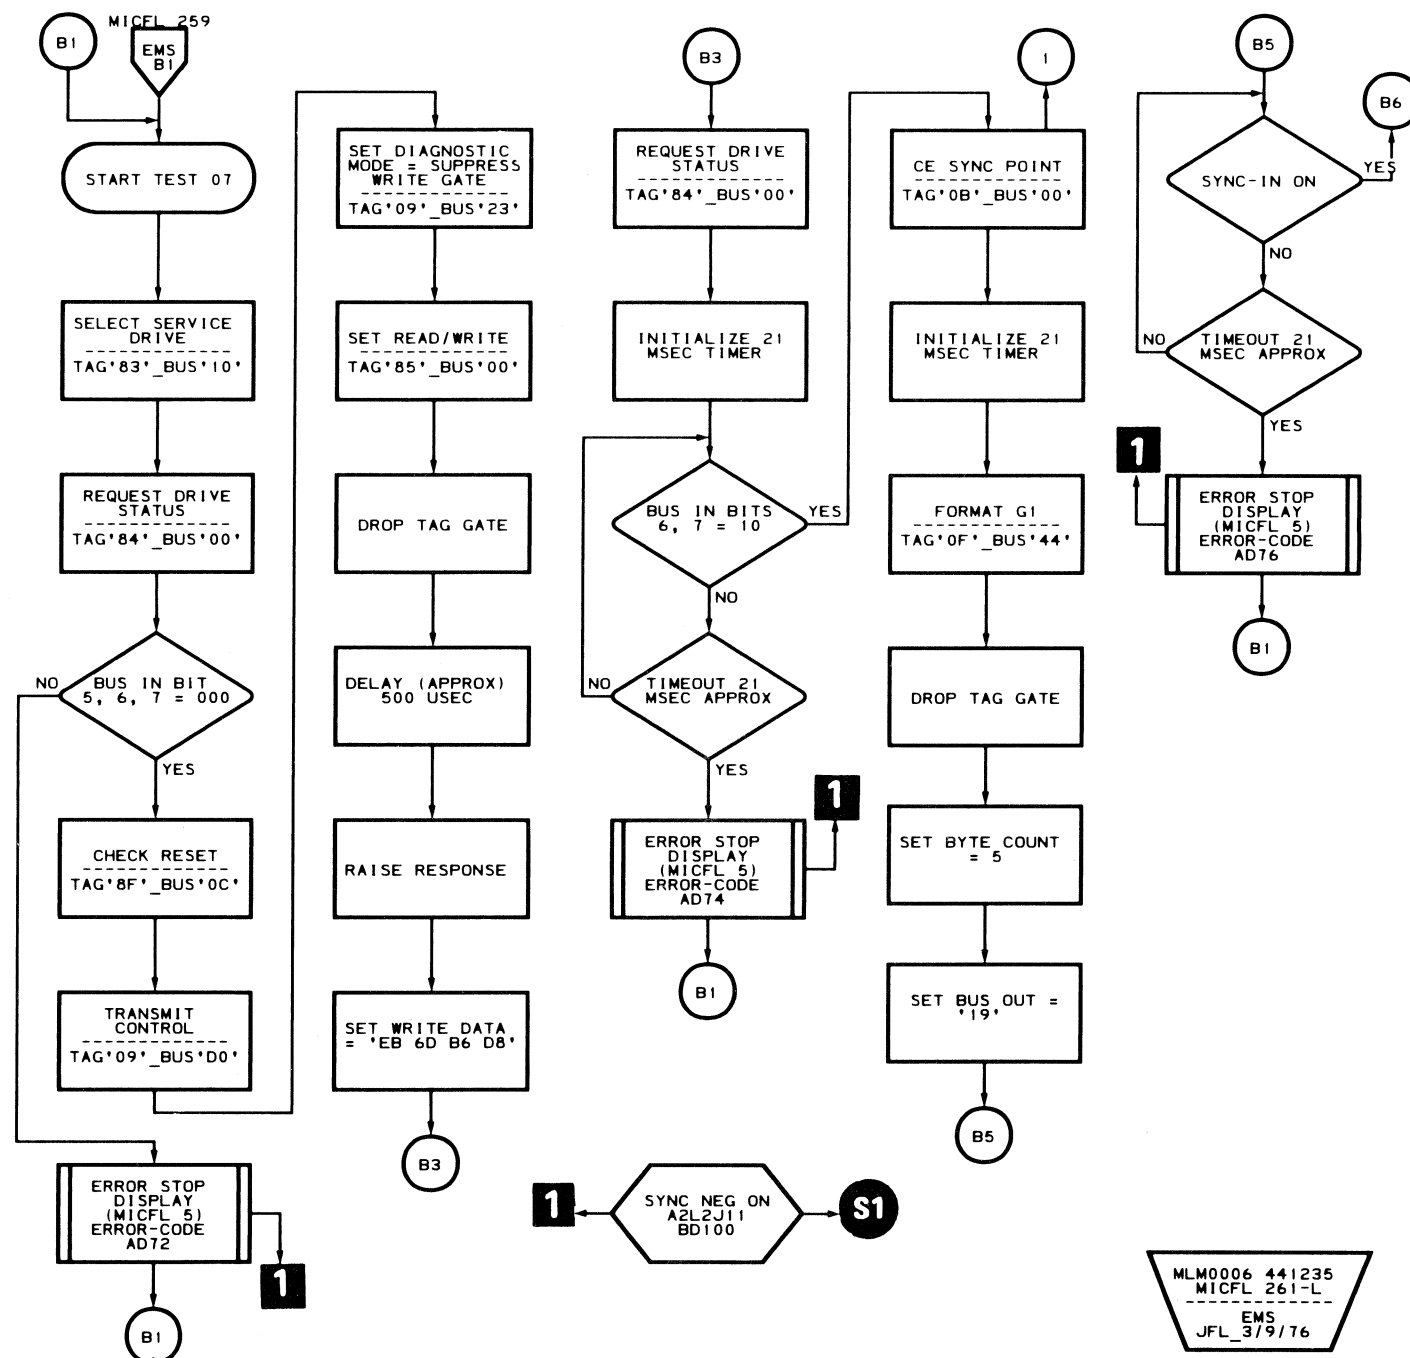 MICFL 259
B1
EMS
B1
START TEST 07
SELECT SERVICE
DRIVE
TAG'83'_BUS'10'
REQUEST DRIVE
STATUS
TAG'84'_BUS'00'
NO
BUS IN BIT
5, 6, 7 = 000
YES
CHECK RESET
TAG'8F'_BUS'0C'
TRANSMIT
CONTROL
TAG'09'_BUS'D0'
ERROR STOP
DISPLAY
(MICFL 5)
ERROR-CODE
AD72
1
B1
SET DIAGNOSTIC
MODE = SUPPRESS
WRITE GATE
TAG'09'_BUS'23'
SET READ/WRITE
TAG'85'_BUS'00'
DROP TAG GATE
DELAY (APPROX)
500 USEC
RAISE RESPONSE
SET WRITE DATA
= 'EB 6D B6 D8'
B3
B3
REQUEST DRIVE
STATUS
TAG'84'_BUS'00'
INITIALIZE 21
MSEC TIMER
BUS IN BITS
6, 7 = 10
YES
NO
TIMEOUT 21
MSEC APPROX
NO
YES
1
ERROR STOP
DISPLAY
(MICFL 5)
ERROR-CODE
AD74
B1
1
SYNC NEG ON
A2L2J11
BD100
S1
1
CE SYNC POINT
TAG'0B'_BUS'00'
INITIALIZE 21
MSEC TIMER
FORMAT G1
TAG'0F'_BUS'44'
DROP TAG GATE
SET BYTE COUNT
= 5
SET BUS OUT =
'19'
B5
B5
B6
YES
SYNC-IN ON
NO
NO
TIMEOUT 21
MSEC APPROX
YES
1
ERROR STOP
DISPLAY
(MICFL 5)
ERROR-CODE
AD76
B1
MLM0006 441235
MICFL 261-L
EMS
JFL_3/9/76